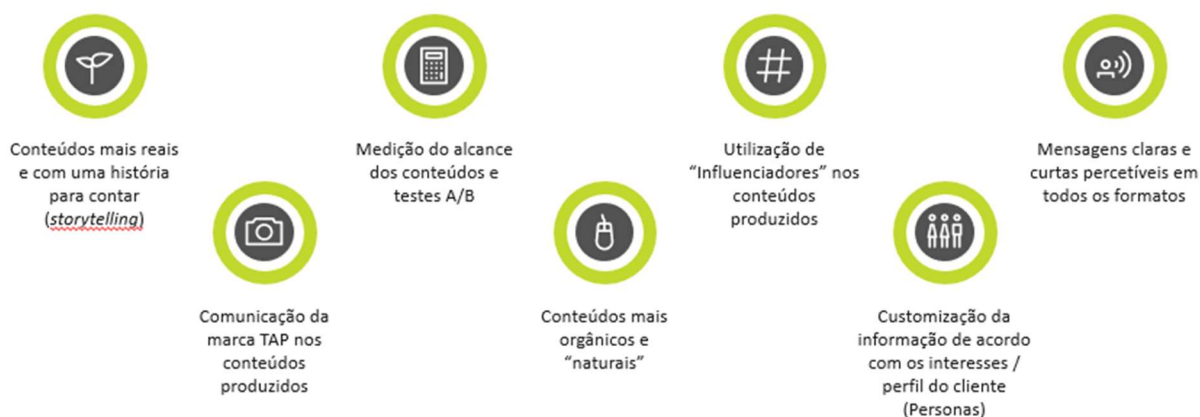 Conteúdos mais reais
e com uma história
para contar
(storytelling)
Comunicação da
marca TAP nos
conteúdos
produzidos
Medição do alcance
dos conteúdos e
testes A/B
Conteúdos mais
orgânicos e
“naturais”
Utilização de
“Influenciadores” nos
conteúdos
produzidos
Customização da
informação de acordo
com os interesses /
perfil do cliente
(Personas)
Mensagens claras e
curtas percetíveis em
todos os formatos